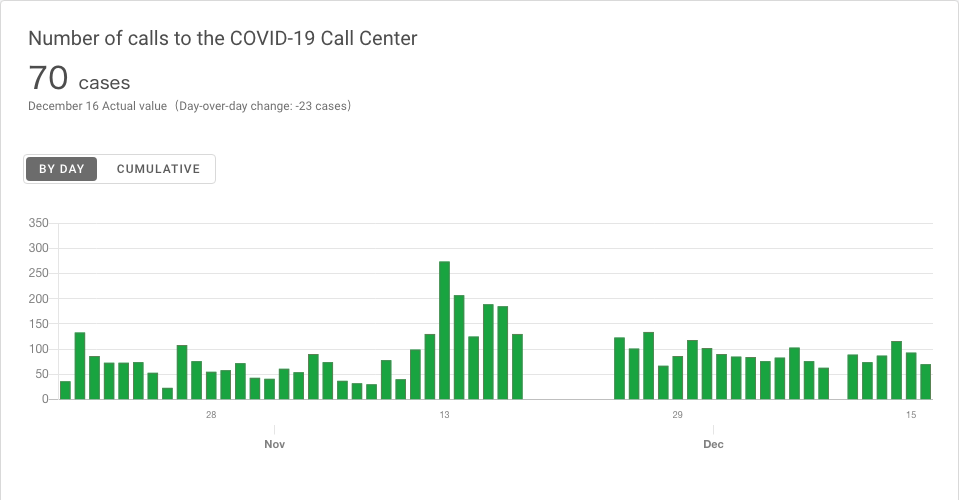 Number of calls to the COVID-19 Call Center
70 cases
December 16 Actual value (Day-over-day change: -23 cases)
BY DAY CUMULATIVE
350
300
250
200
150
100
50
0
28 13 29 15
Nov Dec